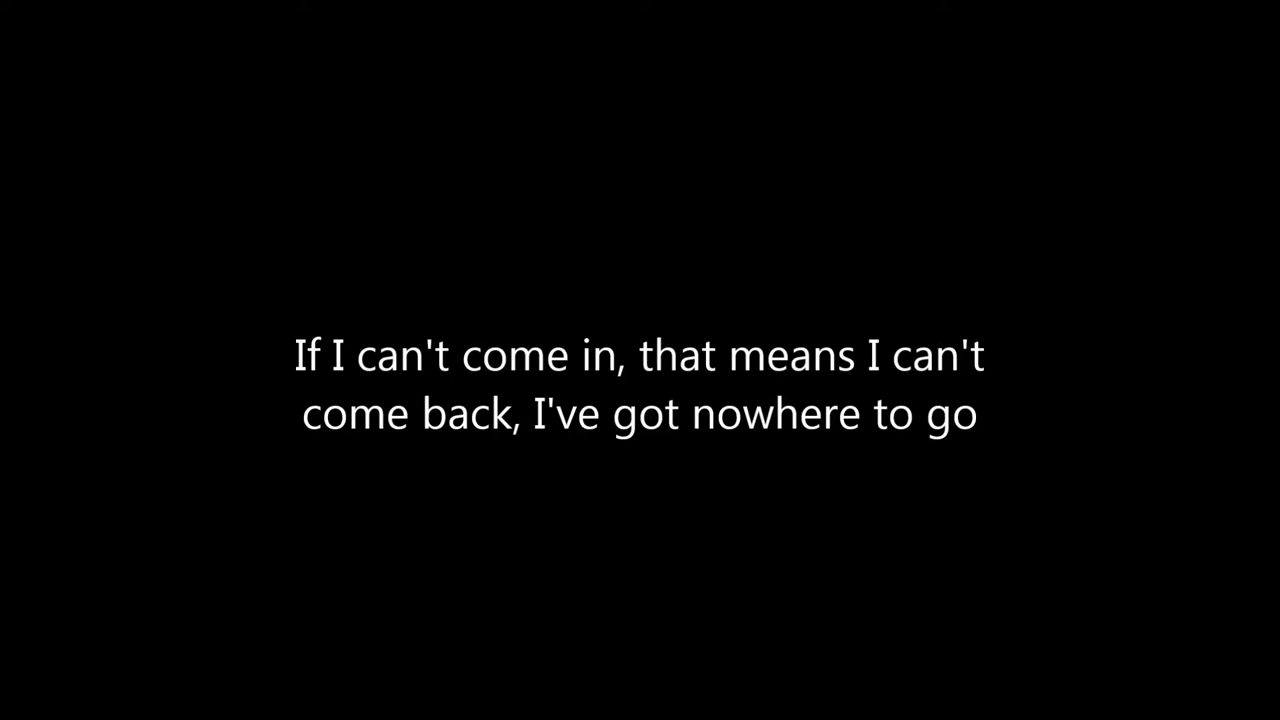 If I can't come in, that means I can't
come back, I've got nowhere to go